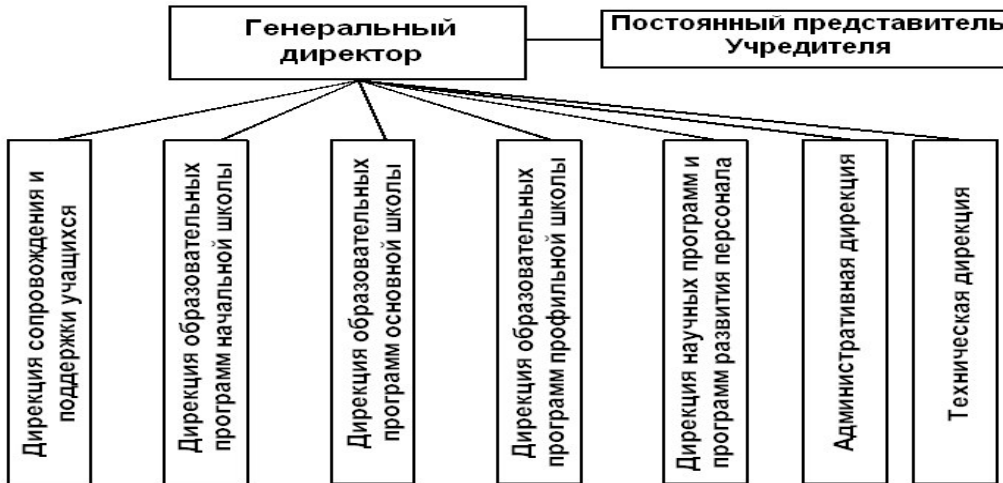 Генеральный
директор
Постоянный представитель
Учредителя
Дирекция сопровождения и
поддержки учащихся
Дирекция образовательных
программ начальной школы
Дирекция образовательных
программ основной школы
Дирекция образовательных
программ профильной школы
Дирекция научных программ и
программ развития персонала
Административная дирекция
Техническая дирекция